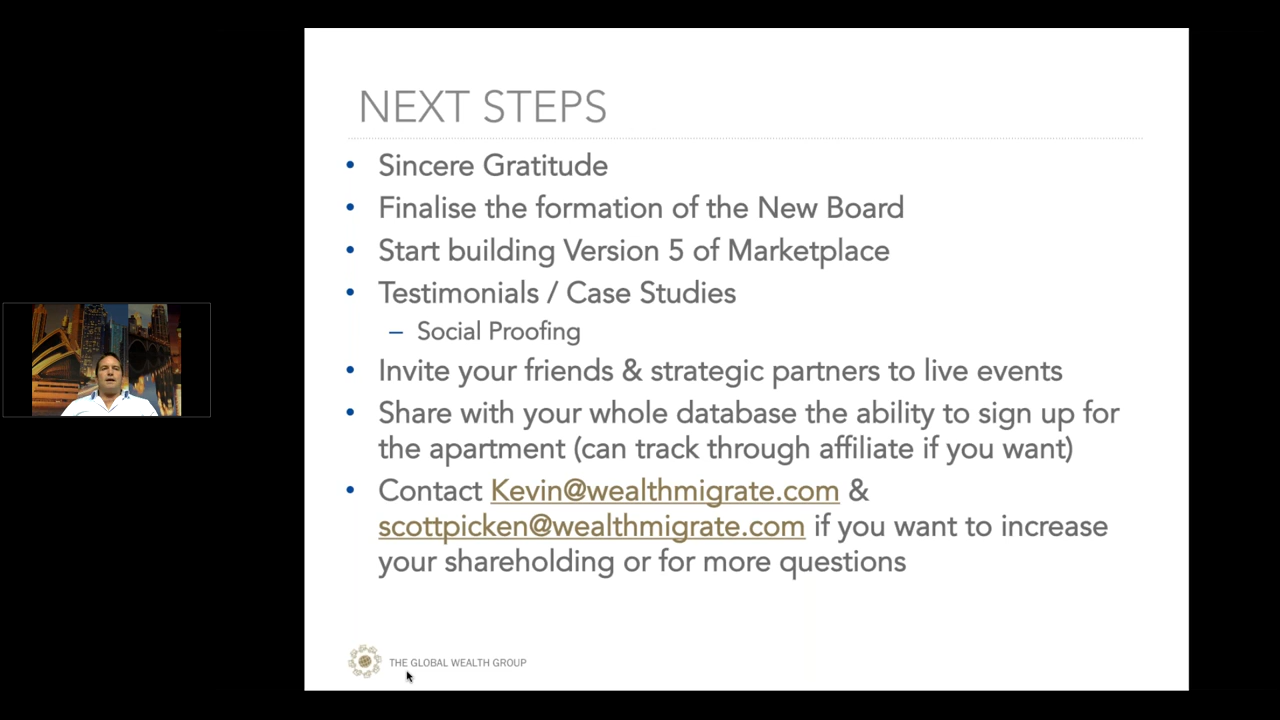 NEXT STEPS
• Sincere Gratitude
• Finalise the formation of the New Board
• Start building Version 5 of Marketplace
• Testimonials / Case Studies
– Social Proofing
• Invite your friends & strategic partners to live events
• Share with your whole database the ability to sign up for
the apartment (can track through affiliate if you want)
• Contact Kevin@wealthmigrate.com &
scottpicken@wealthmigrate.com if you want to increase
your shareholding or for more questions
THE GLOBAL WEALTH GROUP